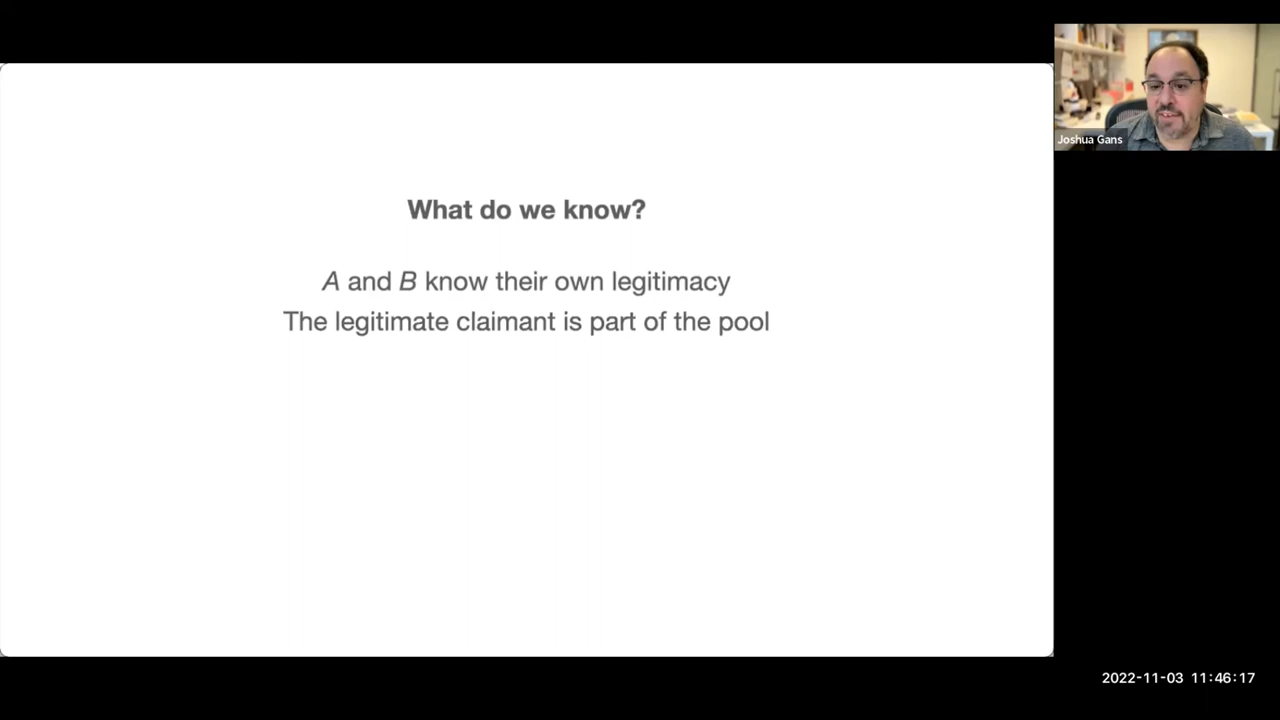 What do we know?
A and B know their own legitimacy
The legitimate claimant is part of the pool
Joshua Gans
2022-11-03 11:46:17